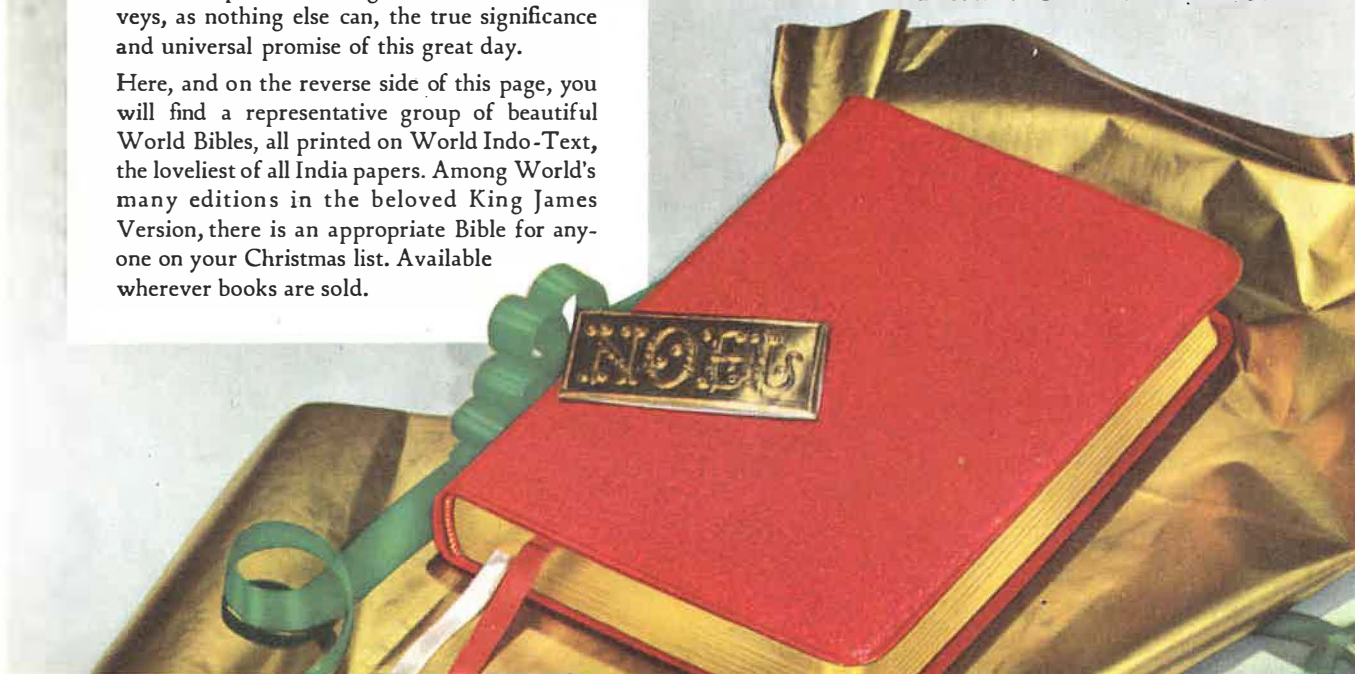 veys, as nothing else can, the true significance
and universal promise of this great day.
Here, and on the reverse side of this page, you
will find a representative group of beautiful
World Bibles, all printed on World Indo-Text,
the loveliest of all India papers. Among World's
many editions in the beloved King James
Version, there is an appropriate Bible for any-
one on your Christmas list. Available
wherever books are sold.
NOEL